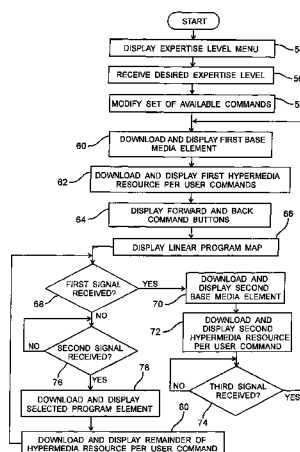 START
DISPLAY EXPERTISE LEVEL MENU
RECEIVE DESIRED EXPERTISE LEVEL
56
MODIFY SET OF AVAILABLE COMMANDS
60
DOWNLOAD AND DISPLAY FIRST BASE
MEDIA ELEMENT
62
DOWNLOAD AND DISPLAY FIRST HYPERMEDIA
RESOURCE PER USER COMMANDS
64
DISPLAY FORWARD AND BACK
COMMAND BUTTONS
66
DISPLAY LINEAR PROGRAM MAP
FIRST SIGNAL
RECEIVED?
68
YES
NO
DOWNLOAD AND
DISPLAY SECOND
BASE MEDIA ELEMENT
70
72
DOWNLOAD AND
DISPLAY SECOND
HYPERMEDIA RESOURCE
PER USER COMMAND
SECOND SIGNAL
RECEIVED?
NO
76
YES
78
NO
THIRD SIGNAL
RECEIVED?
YES
74
DOWNLOAD AND DISPLAY
SELECTED PROGRAM ELEMENT
80
DOWNLOAD AND DISPLAY REMAINDER OF
HYPERMEDIA RESOURCE PER USER COMMAND